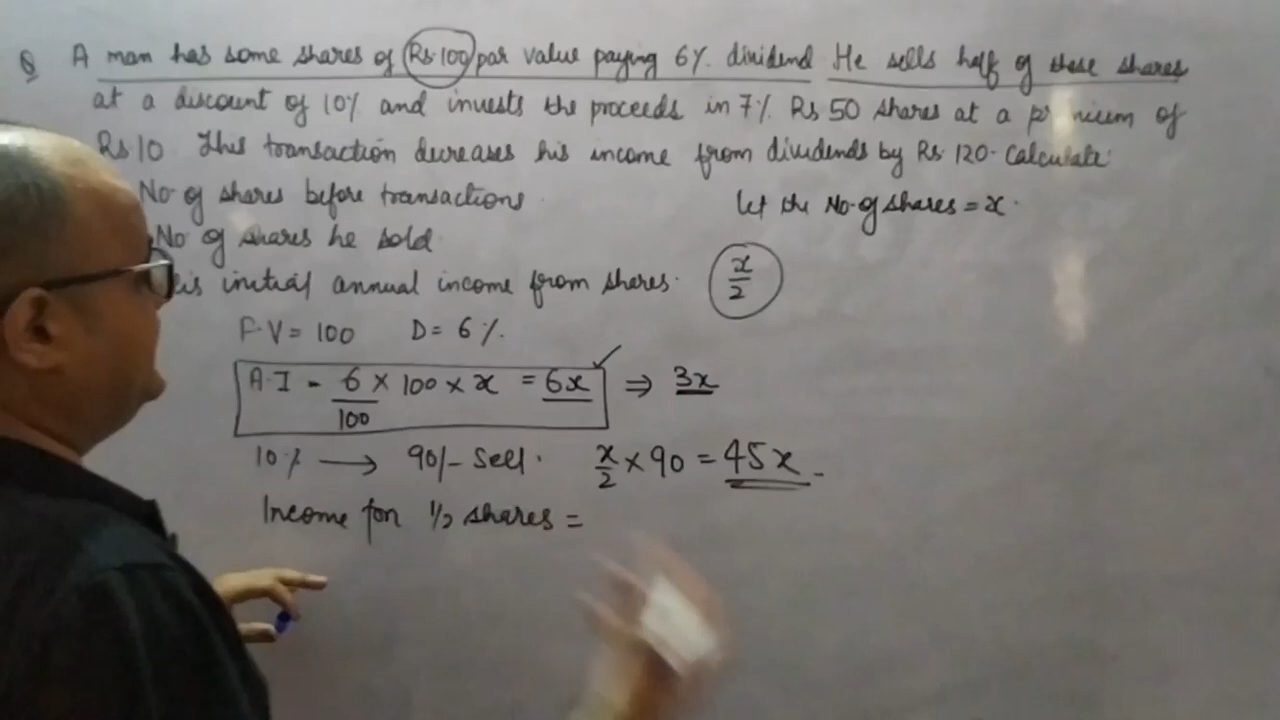 Q A man has some shares of Rs.100 par value paying 6%. dividend He sells half of these shares
at a discount of 10% and invests the proceeds in 7%. Rs 50 shares at a of
Rs 10 This transaction decreases his income from dividends by Rs. 120. Calculate:
No of shares before transactions
Let the No. of shares = x.
No of shares he sold
initial annual income from shares.
x/2
F.V = 100 D = 6%.
A.I - 6/100 × 100 × x = 6x ✓ ⇒ 3x
10% → 90/- Sell. x/2 × 90 = 45x
Income for 1/2 shares =